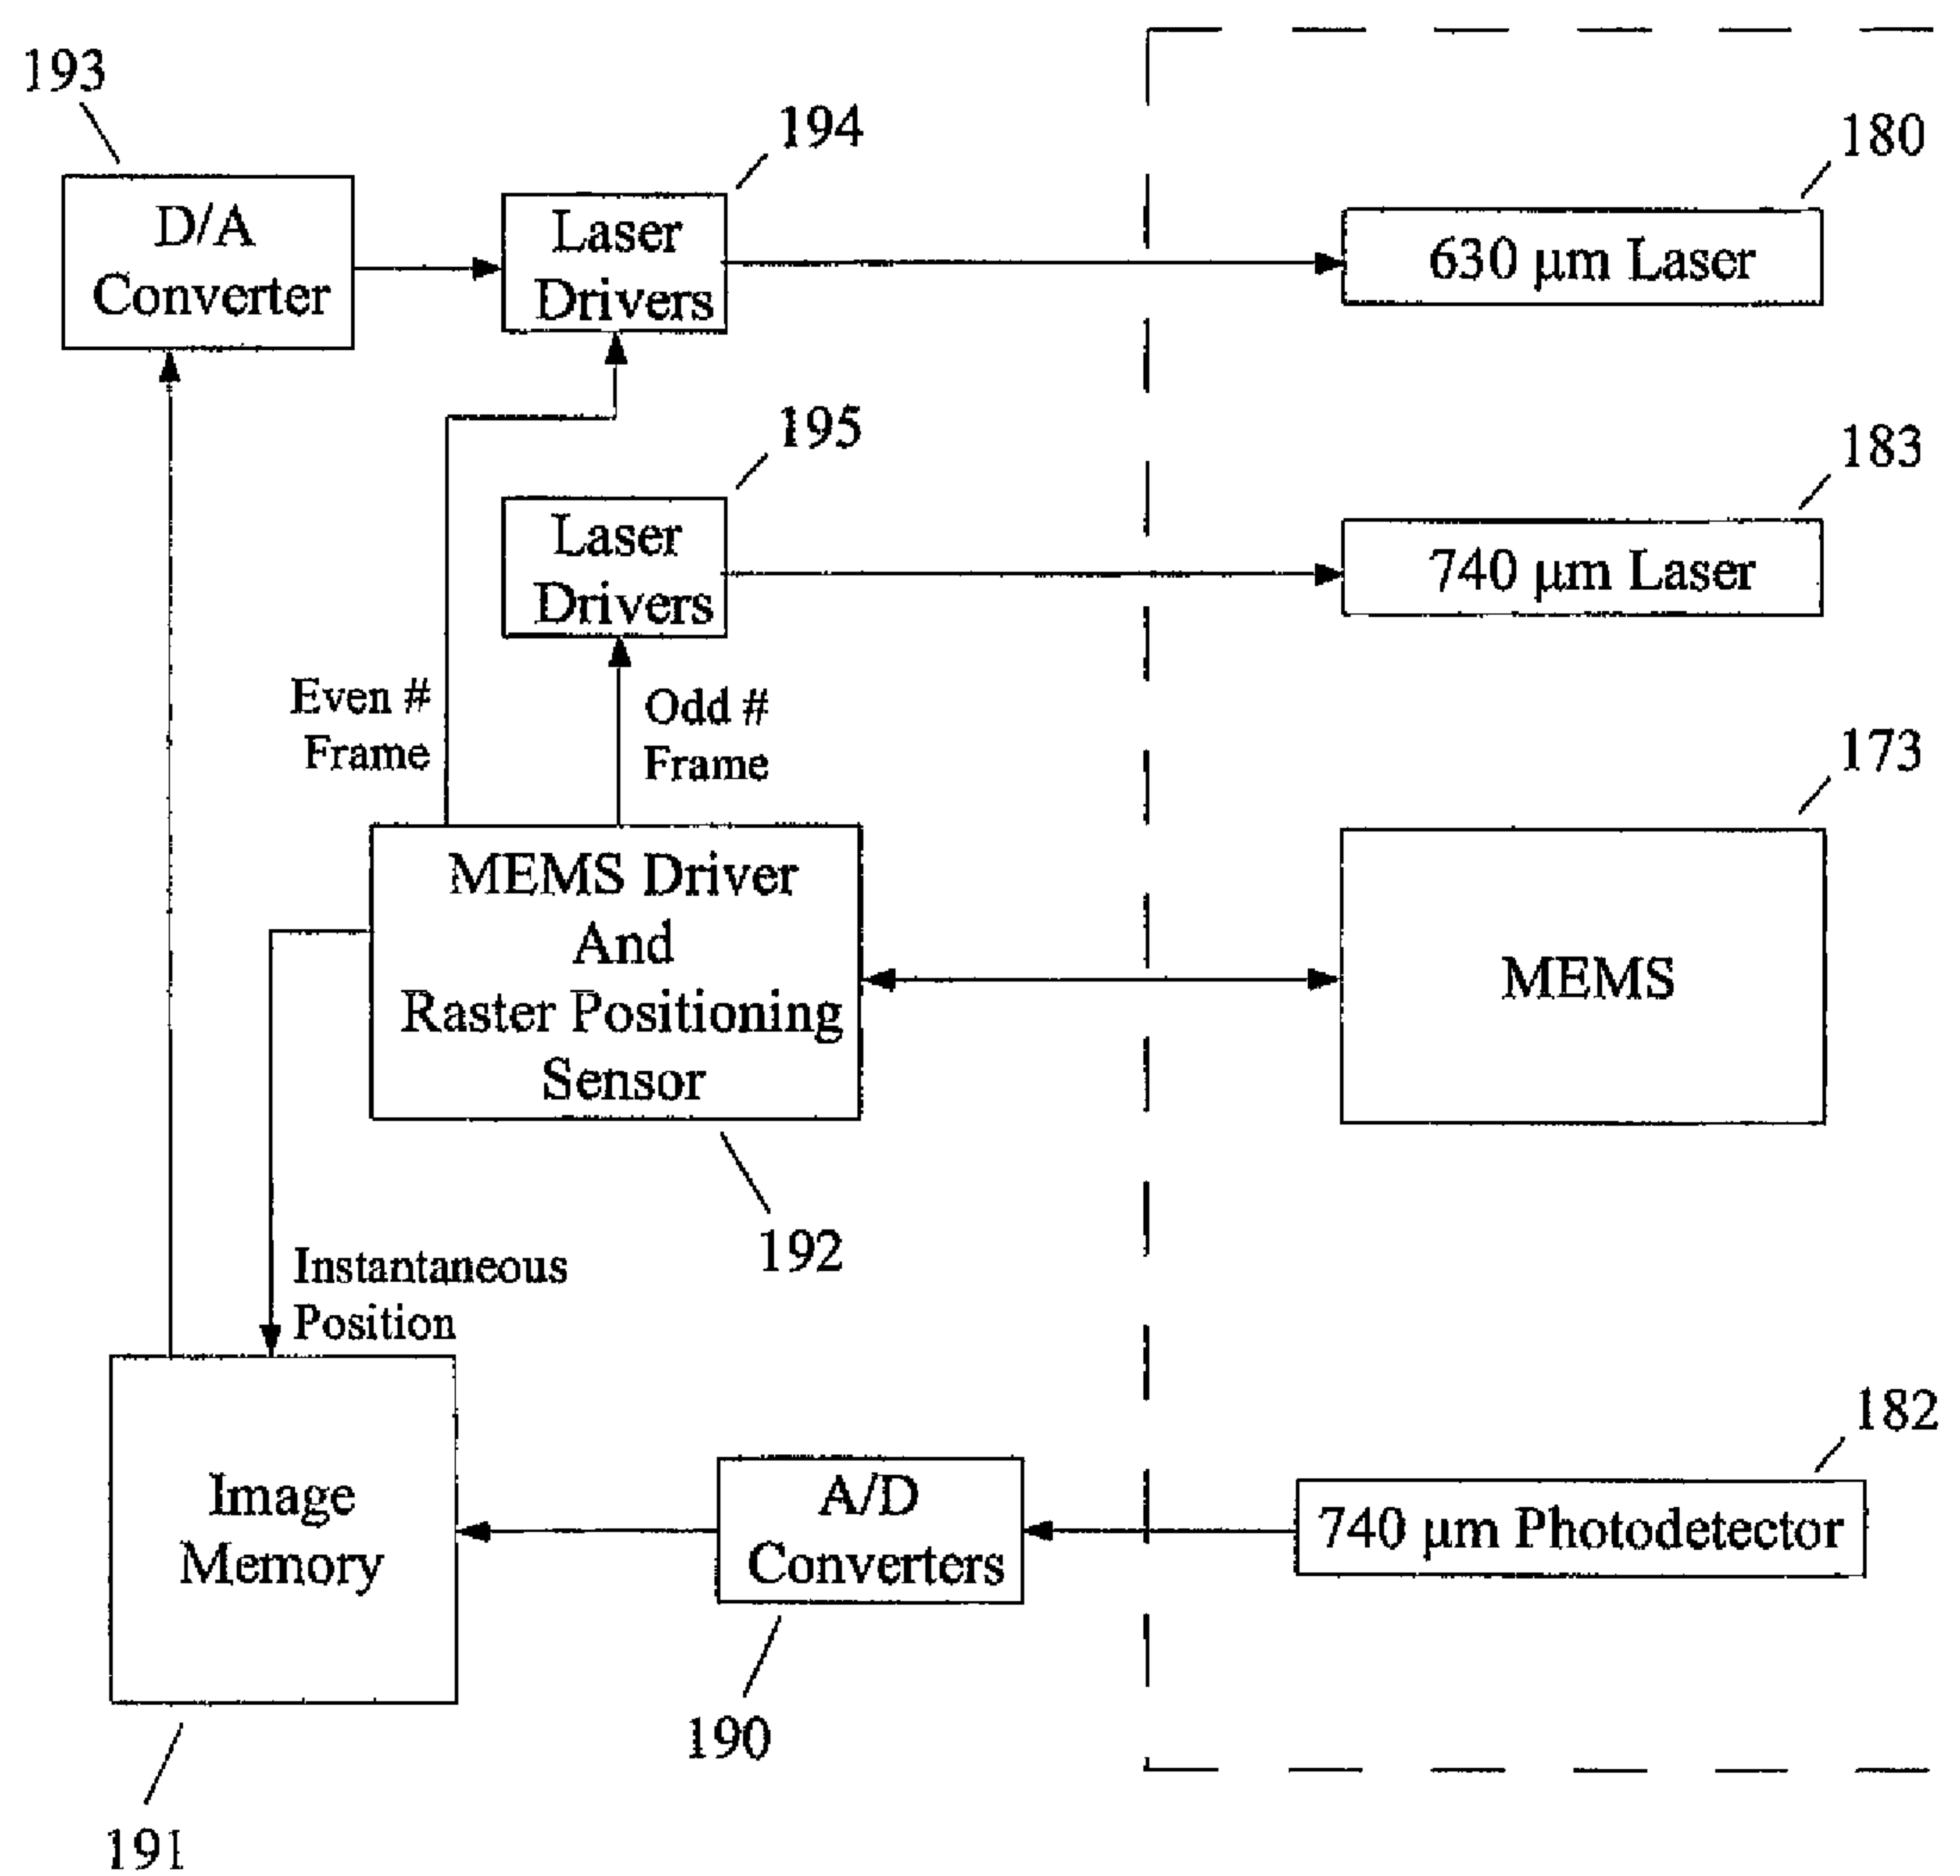 193
D/A
Converter
194
Laser
Drivers
180
630 μm Laser
195
Laser
Drivers
183
740 μm Laser
Even #
Frame
Odd #
Frame
173
MEMS Driver
And
Raster Positioning
Sensor
MEMS
192
Instantaneous
Position
182
Image
Memory
A/D
Converters
740 μm Photodetector
190
191